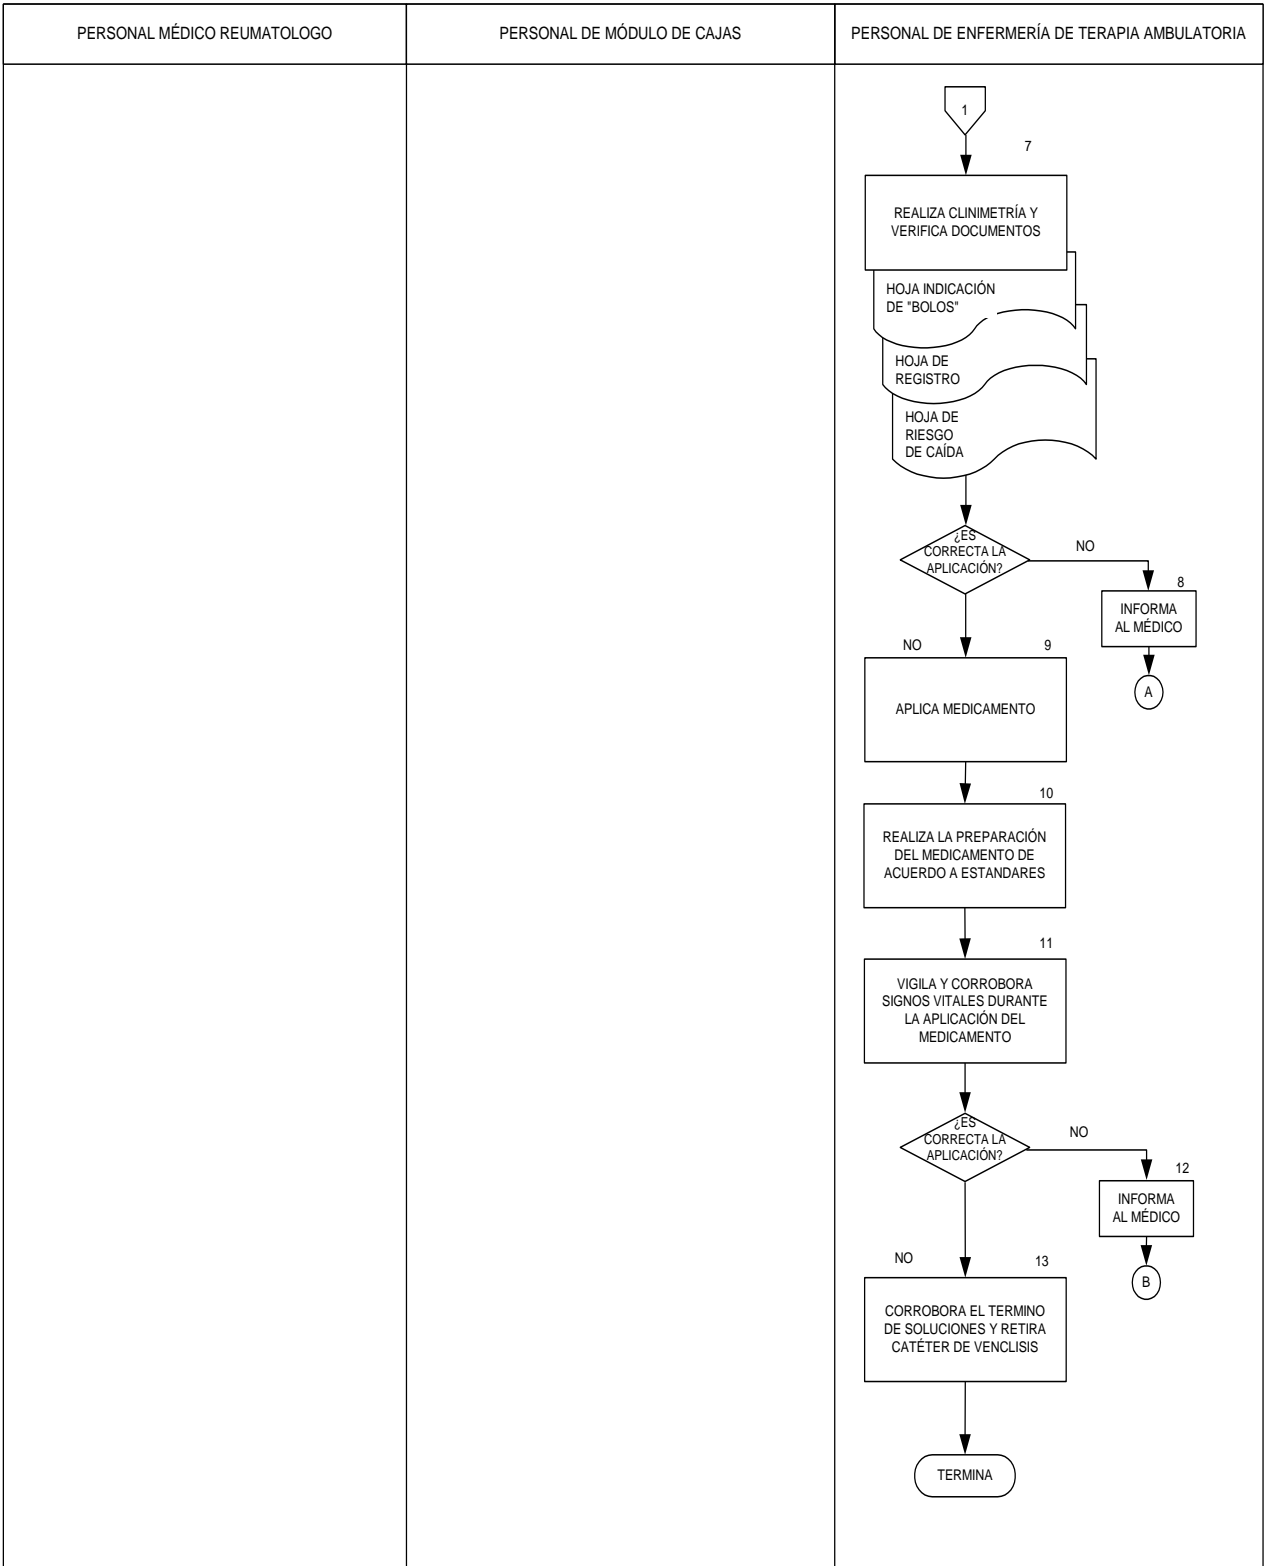 PERSONAL MÉDICO REUMATOLOGO
PERSONAL DE MÓDULO DE CAJAS
PERSONAL DE ENFERMERÍA DE TERAPIA AMBULATORIA
1
7
REALIZA CLINIMETRÍA Y
VERIFICA DOCUMENTOS
HOJA INDICACIÓN
DE "BOLOS"
HOJA DE
REGISTRO
HOJA DE
RIESGO
DE CAÍDA
¿ES
CORRECTA LA
APLICACIÓN?
NO
8
INFORMA
AL MÉDICO
A
NO
9
APLICA MEDICAMENTO
10
REALIZA LA PREPARACIÓN
DEL MEDICAMENTO DE
ACUERDO A ESTANDARES
11
VIGILA Y CORROBORA
SIGNOS VITALES DURANTE
LA APLICACIÓN DEL
MEDICAMENTO
¿ES
CORRECTA LA
APLICACIÓN?
NO
12
INFORMA
AL MÉDICO
B
NO
13
CORROBORA EL TERMINO
DE SOLUCIONES Y RETIRA
CATÉTER DE VENCLISIS
TERMINA